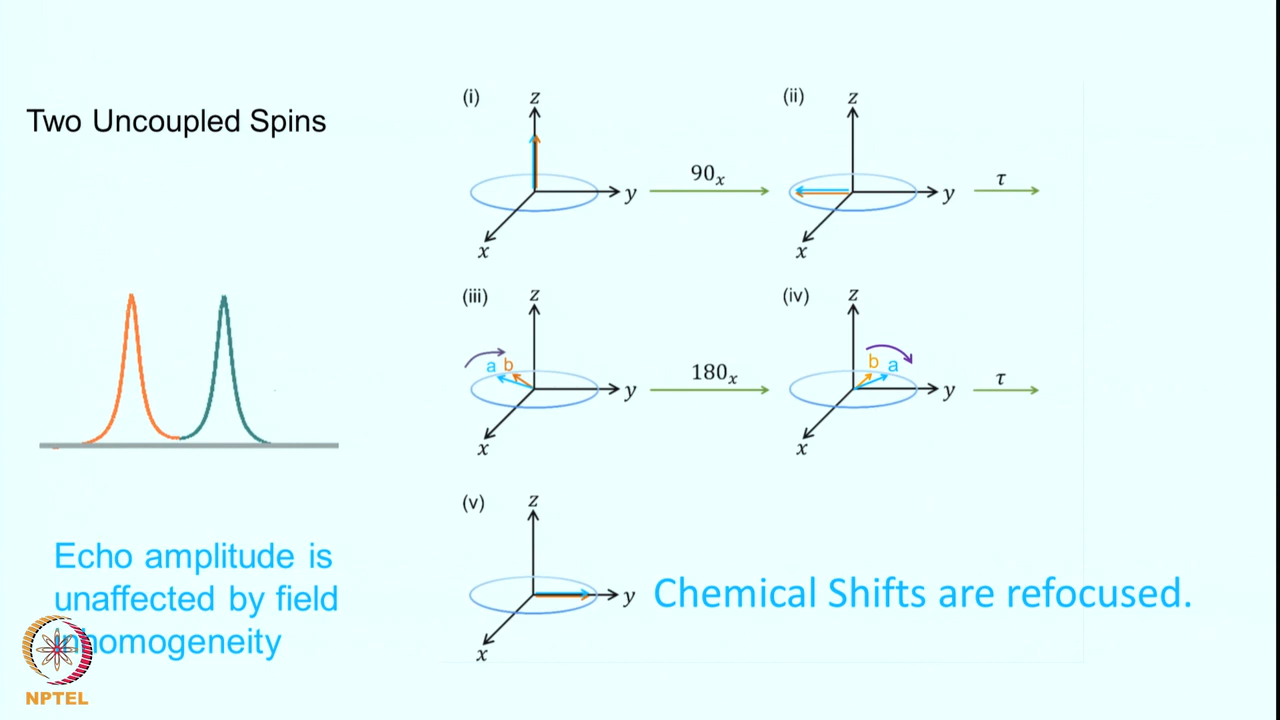 Two Uncoupled Spins
(i)
z
y
x
90x
(ii)
z
y
x
τ
(iii)
z
a b
y
x
180x
(iv)
z
b a
y
x
τ
(v)
z
y
x
Chemical Shifts are refocused.
Echo amplitude is
unaffected by field
inhomogeneity
NPTEL